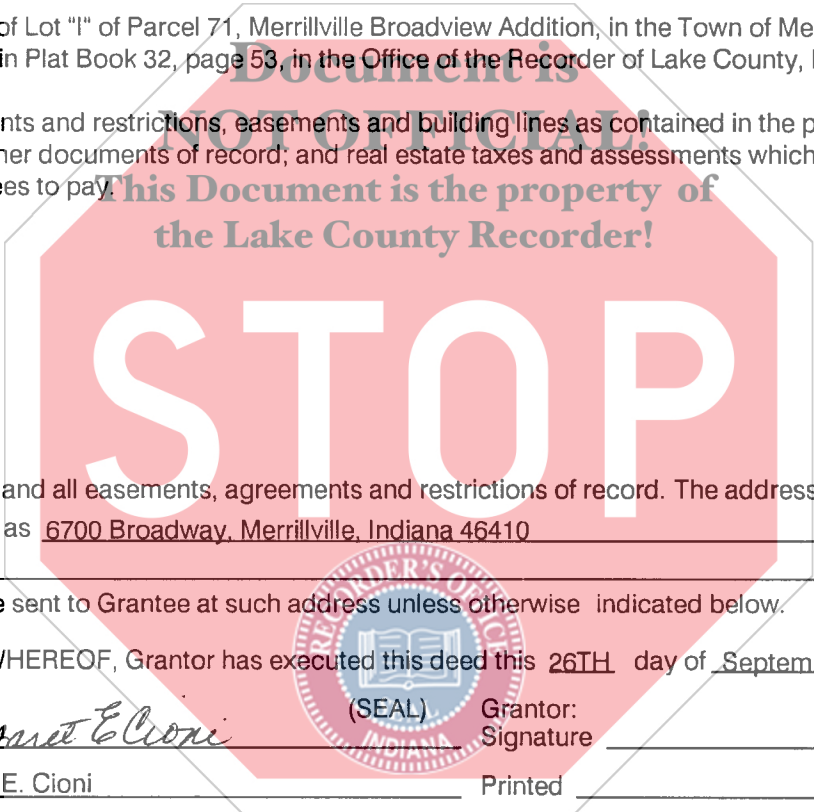 of Lot "I" of Parcel 71, Merrillville Broadview Addition, in the Town of Me
in Plat Book 32, page 53, in the Office of the Recorder of Lake County, I
Document is
nts and restrictions, easements and building lines as contained in the p
NOT OFFICIAL!
her documents of record; and real estate taxes and assessments which
ees to pay.
This Document is the property of
the Lake County Recorder!
STOP
and all easements, agreements and restrictions of record. The address
as 6700 Broadway, Merrillville, Indiana 46410
RECORDER'S OFFICE
e sent to Grantee at such address unless otherwise indicated below.
WHEREOF, Grantor has executed this deed this 26TH day of Septem
(SEAL) Grantor:
garet E Cioni Signature
INDIANA
E. Cioni Printed